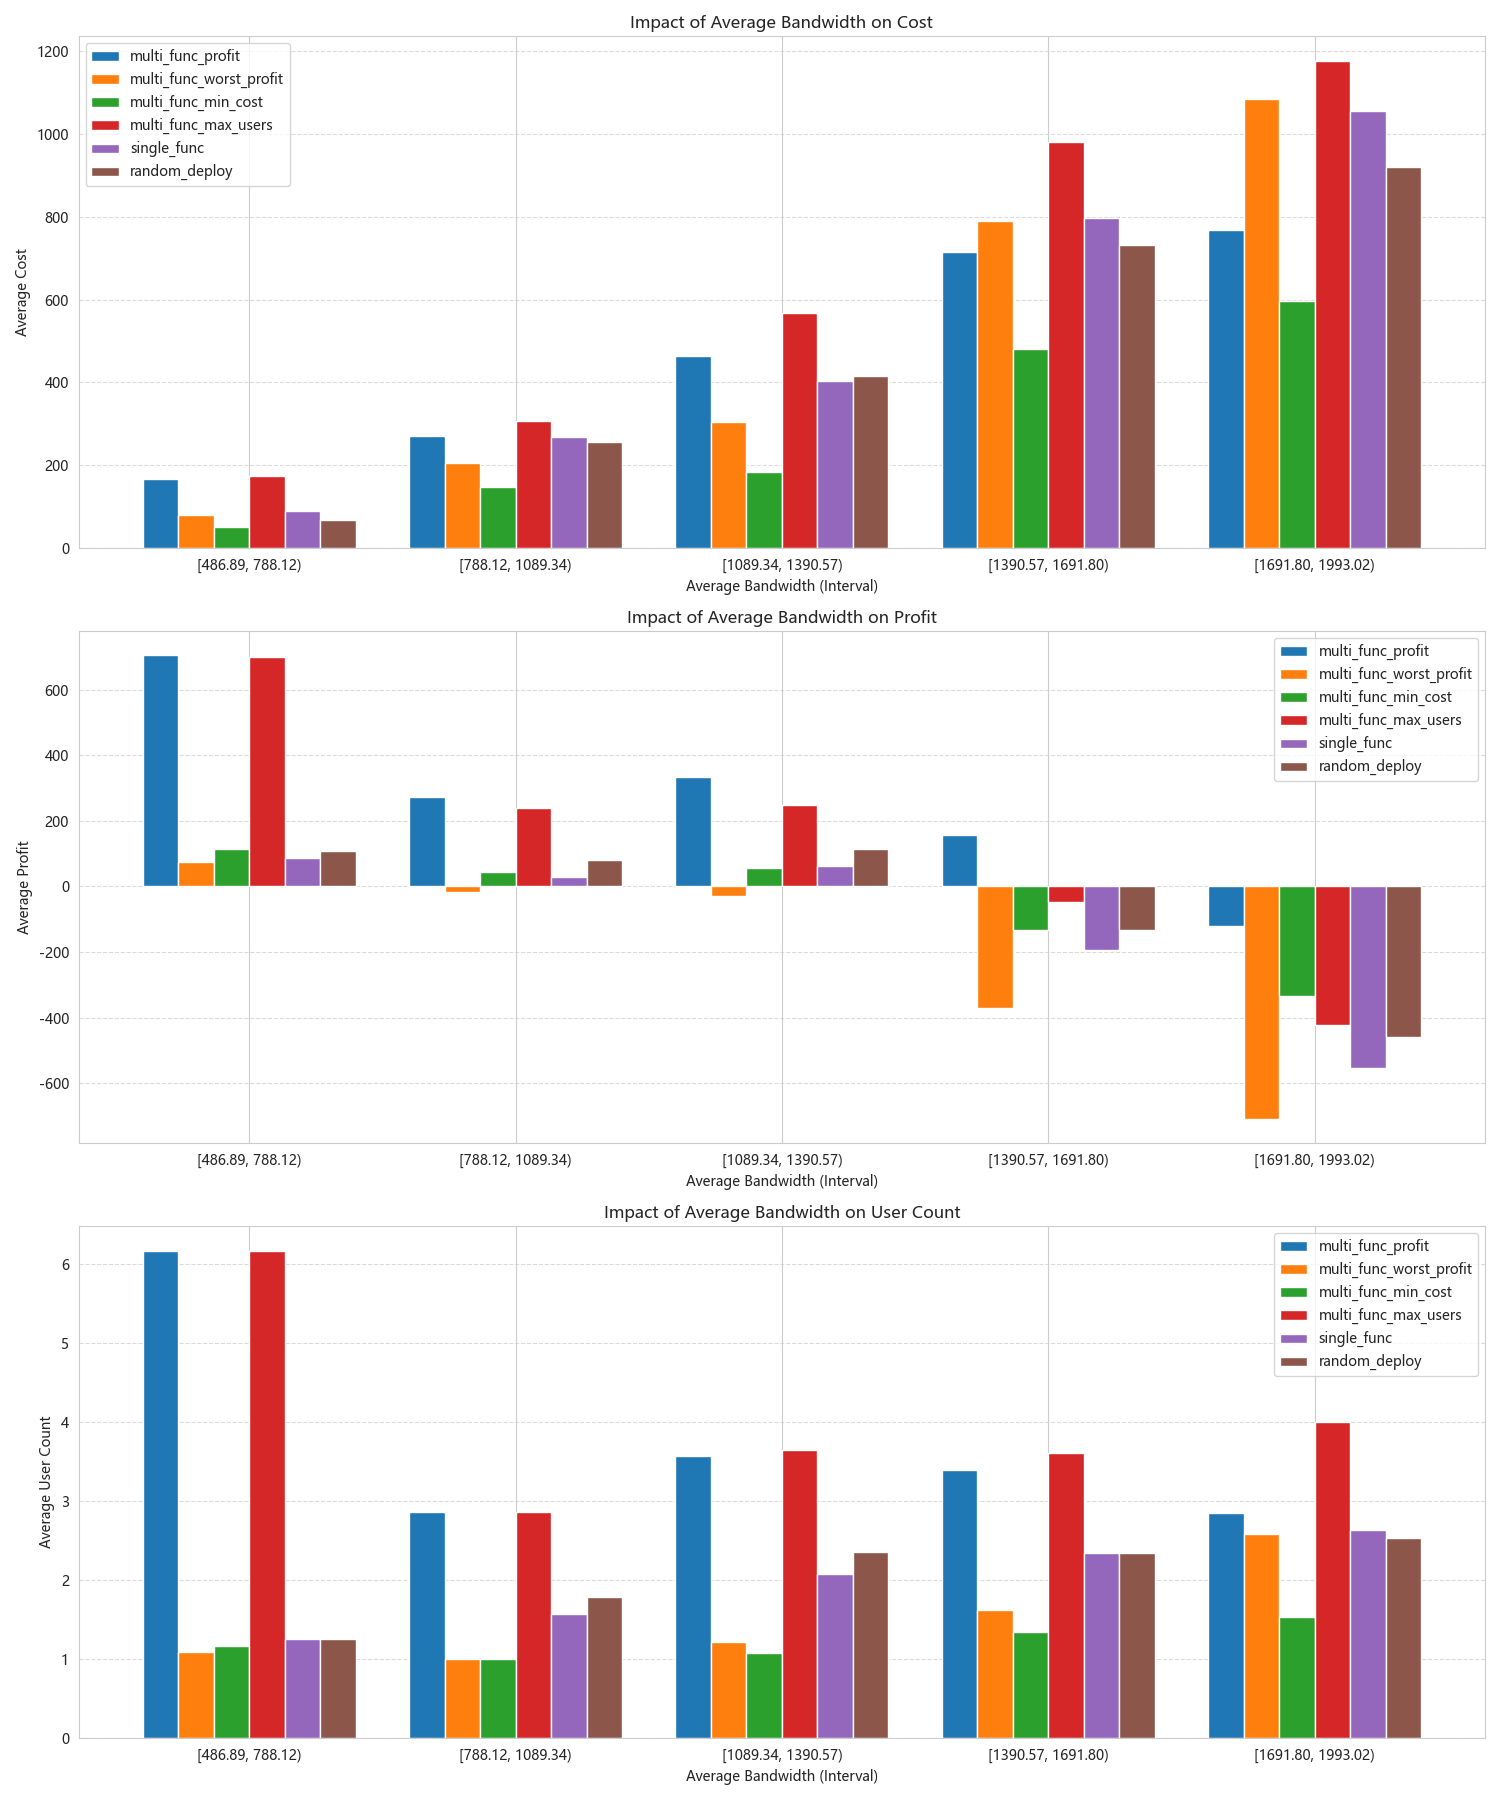 Impact of Average Bandwidth on Cost
1200
1000
800
600
400
200
0
Average Cost
multi_func_profit
multi_func_worst_profit
multi_func_min_cost
multi_func_max_users
single_func
random_deploy
[486.89, 788.12)
[788.12, 1089.34)
[1089.34, 1390.57)
[1390.57, 1691.80)
[1691.80, 1993.02)
Average Bandwidth (Interval)
Impact of Average Bandwidth on Profit
600
400
200
0
-200
-400
-600
Average Profit
multi_func_profit
multi_func_worst_profit
multi_func_min_cost
multi_func_max_users
single_func
random_deploy
[486.89, 788.12)
[788.12, 1089.34)
[1089.34, 1390.57)
[1390.57, 1691.80)
[1691.80, 1993.02)
Average Bandwidth (Interval)
Impact of Average Bandwidth on User Count
6
5
4
3
2
1
0
Average User Count
multi_func_profit
multi_func_worst_profit
multi_func_min_cost
multi_func_max_users
single_func
random_deploy
[486.89, 788.12)
[788.12, 1089.34)
[1089.34, 1390.57)
[1390.57, 1691.80)
[1691.80, 1993.02)
Average Bandwidth (Interval)